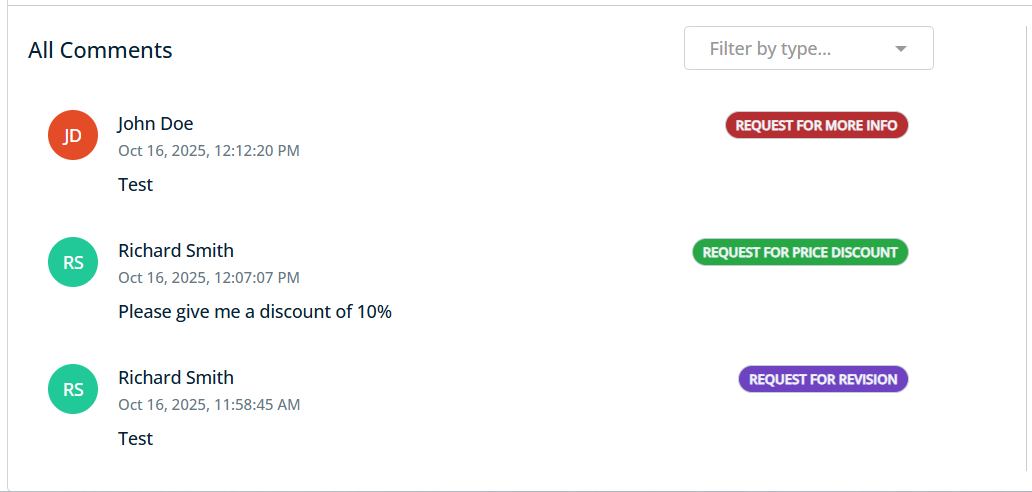 All Comments
Filter by type...
JD
John Doe
REQUEST FOR MORE INFO
Oct 16, 2025, 12:12:20 PM
Test
RS
Richard Smith
REQUEST FOR PRICE DISCOUNT
Oct 16, 2025, 12:07:07 PM
Please give me a discount of 10%
RS
Richard Smith
REQUEST FOR REVISION
Oct 16, 2025, 11:58:45 AM
Test